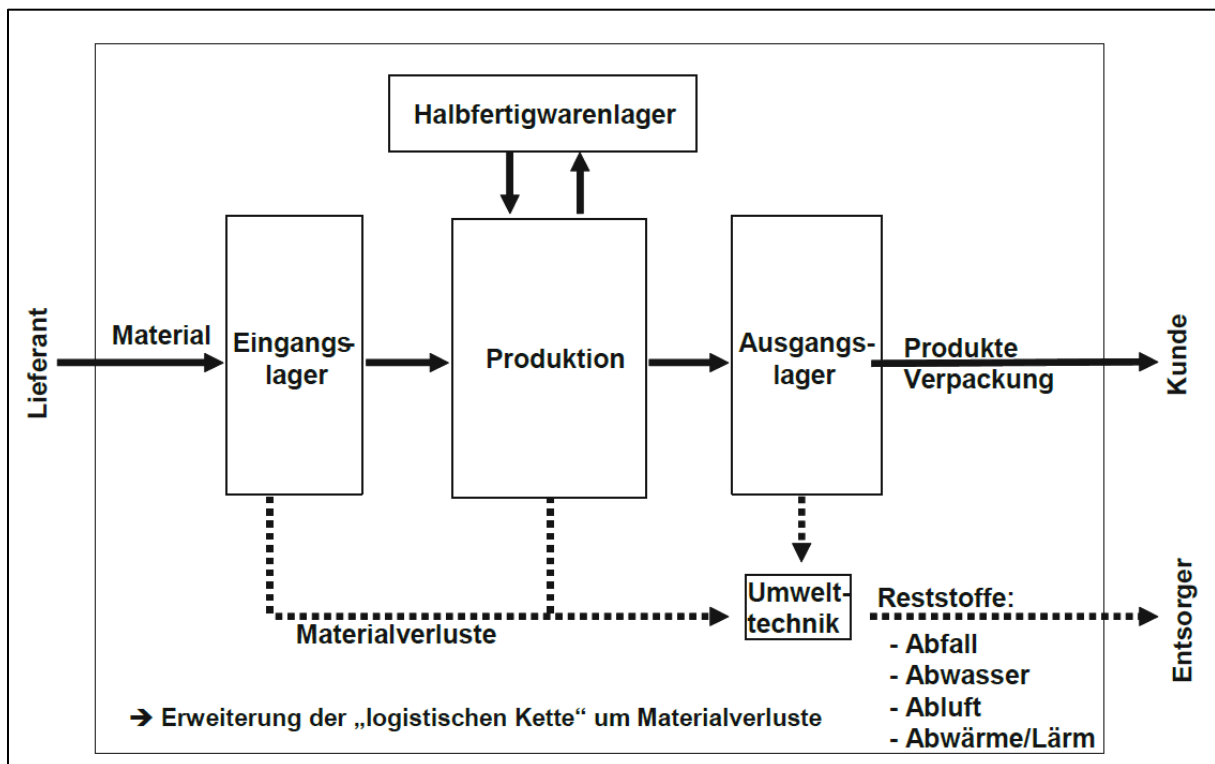 Halbfertigwarenlager
Lieferant
Material
Eingangs-
lager
Produktion
Ausgangs-
lager
Produkte
Verpackung
Kunde
Materialverluste
Umwelt-
technik
Reststoffe:
- Abfall
- Abwasser
- Abluft
- Abwärme/Lärm
Entsorger
➔ Erweiterung der „logistischen Kette“ um Materialverluste